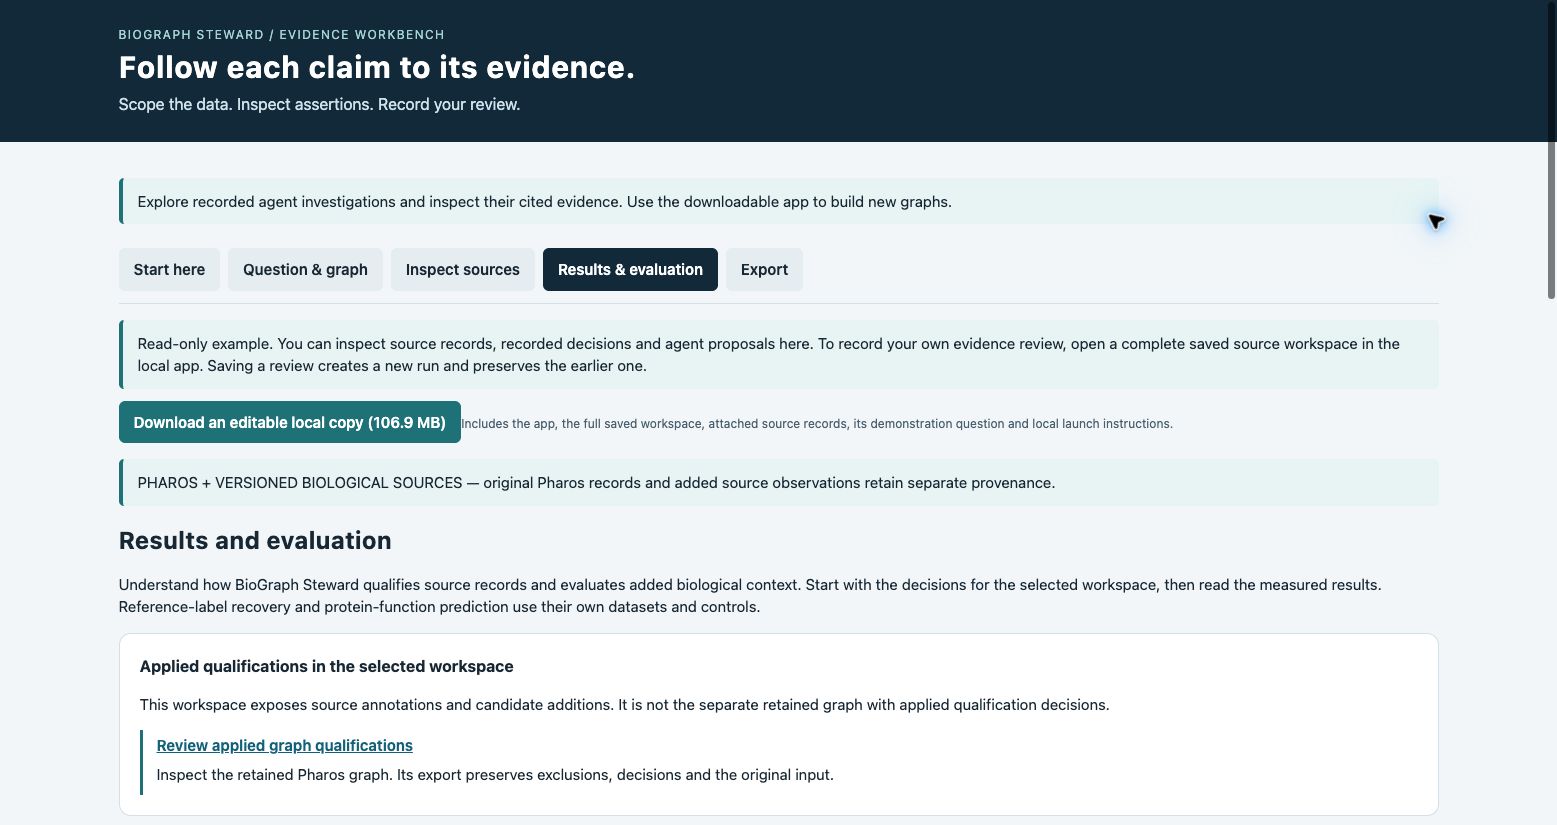 BIOGRAPH STEWARD / EVIDENCE WORKBENCH
Follow each claim to its evidence.
Scope the data. Inspect assertions. Record your review.
Explore recorded agent investigations and inspect their cited evidence. Use the downloadable app to build new graphs.
Start here
Question & graph
Inspect sources
Results & evaluation
Export
Read-only example. You can inspect source records, recorded decisions and agent proposals here. To record your own evidence review, open a complete saved source workspace in the
local app. Saving a review creates a new run and preserves the earlier one.
Download an editable local copy (106.9 MB)
Includes the app, the full saved workspace, attached source records, its demonstration question and local launch instructions.
PHAROS + VERSIONED BIOLOGICAL SOURCES — original Pharos records and added source observations retain separate provenance.
Results and evaluation
Understand how BioGraph Steward qualifies source records and evaluates added biological context. Start with the decisions for the selected workspace, then read the measured results.
Reference-label recovery and protein-function prediction use their own datasets and controls.
Applied qualifications in the selected workspace
This workspace exposes source annotations and candidate additions. It is not the separate retained graph with applied qualification decisions.
Review applied graph qualifications
Inspect the retained Pharos graph. Its export preserves exclusions, decisions and the original input.